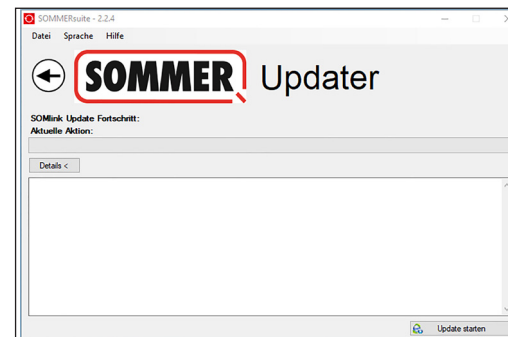 SOMMERsuite - 2.2.4
Datei Sprache Hilfe
SOMMER Updater
SOMlink Update Fortschritt:
Aktuelle Aktion:
Details <
Update starten